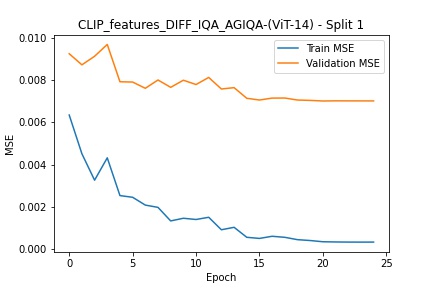 CLIP_features_DIFF_IQA_AGIQA-(ViT-14) - Split 1
Train MSE
Validation MSE
MSE
0.010
0.008
0.006
0.004
0.002
0.000
0
5
10
15
20
25
Epoch